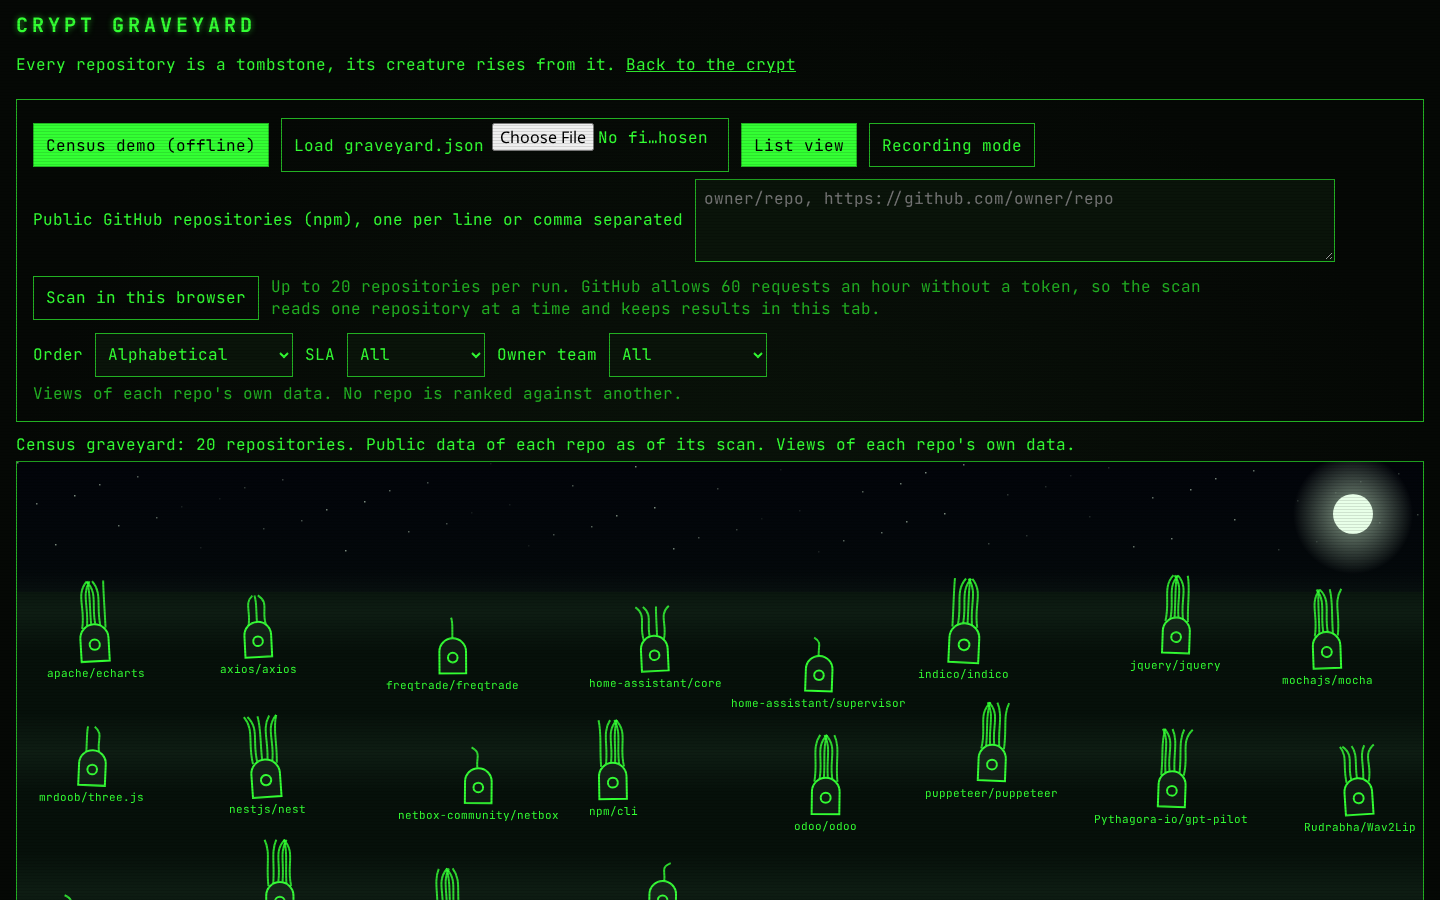 CRYPT GRAVEYARD
Every repository is a tombstone, its creature rises from it. Back to the crypt
Census demo (offline)
Load graveyard.json Choose File No fi…hosen
List view
Recording mode
Public GitHub repositories (npm), one per line or comma separated
owner/repo, https://github.com/owner/repo
Scan in this browser
Up to 20 repositories per run. GitHub allows 60 requests an hour without a token, so the scan
reads one repository at a time and keeps results in this tab.
Order Alphabetical SLA All Owner team All
Views of each repo's own data. No repo is ranked against another.
Census graveyard: 20 repositories. Public data of each repo as of its scan. Views of each repo's own data.
apache/echarts
axios/axios
freqtrade/freqtrade
home-assistant/core
home-assistant/supervisor
indico/indico
jquery/jquery
mochajs/mocha
mrdoob/three.js
nestjs/nest
netbox-community/netbox
npm/cli
odoo/odoo
puppeteer/puppeteer
Pythagora-io/gpt-pilot
Rudrabha/Wav2Lip